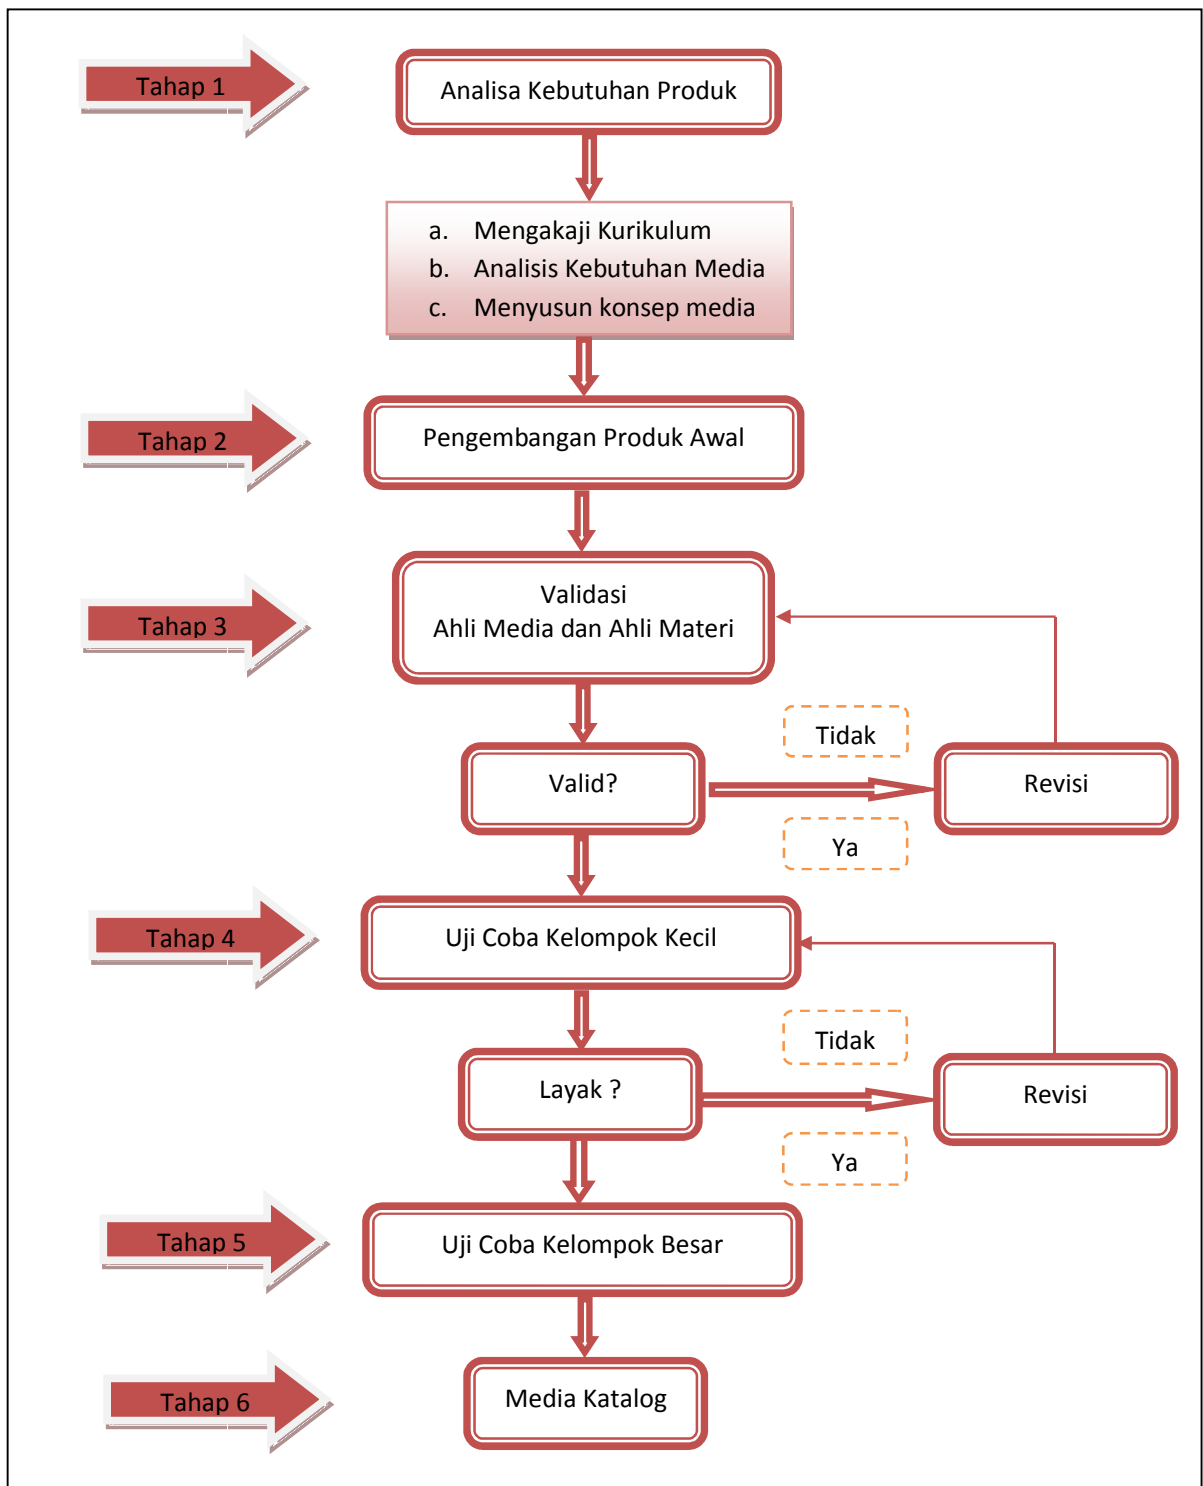 Tahap 1
Analisa Kebutuhan Produk
a. Mengakaji Kurikulum
b. Analisis Kebutuhan Media
c. Menyusun konsep media
Tahap 2
Pengembangan Produk Awal
Tahap 3
Validasi
Ahli Media dan Ahli Materi
Tidak
Valid?
Revisi
Ya
Tahap 4
Uji Coba Kelompok Kecil
Tidak
Layak ?
Revisi
Ya
Tahap 5
Uji Coba Kelompok Besar
Tahap 6
Media Katalog